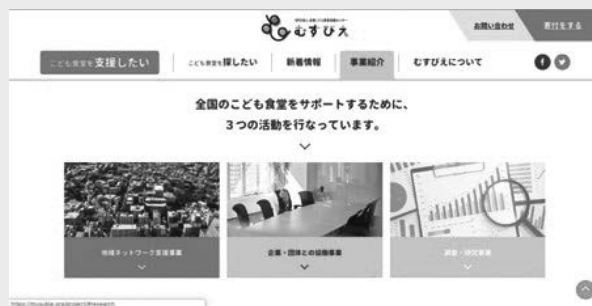 むすびえ
お問い合わせ
寄付をする
こども食堂を支援したい
こども食堂を探したい
新着情報
事業紹介
むすびえについて
全国のこども食堂をサポートするために、
３つの活動を行なっています。
地域ネットワーク支援事業
企業・団体との協働事業
調査・研究事業
https://musubie.org/project/#research